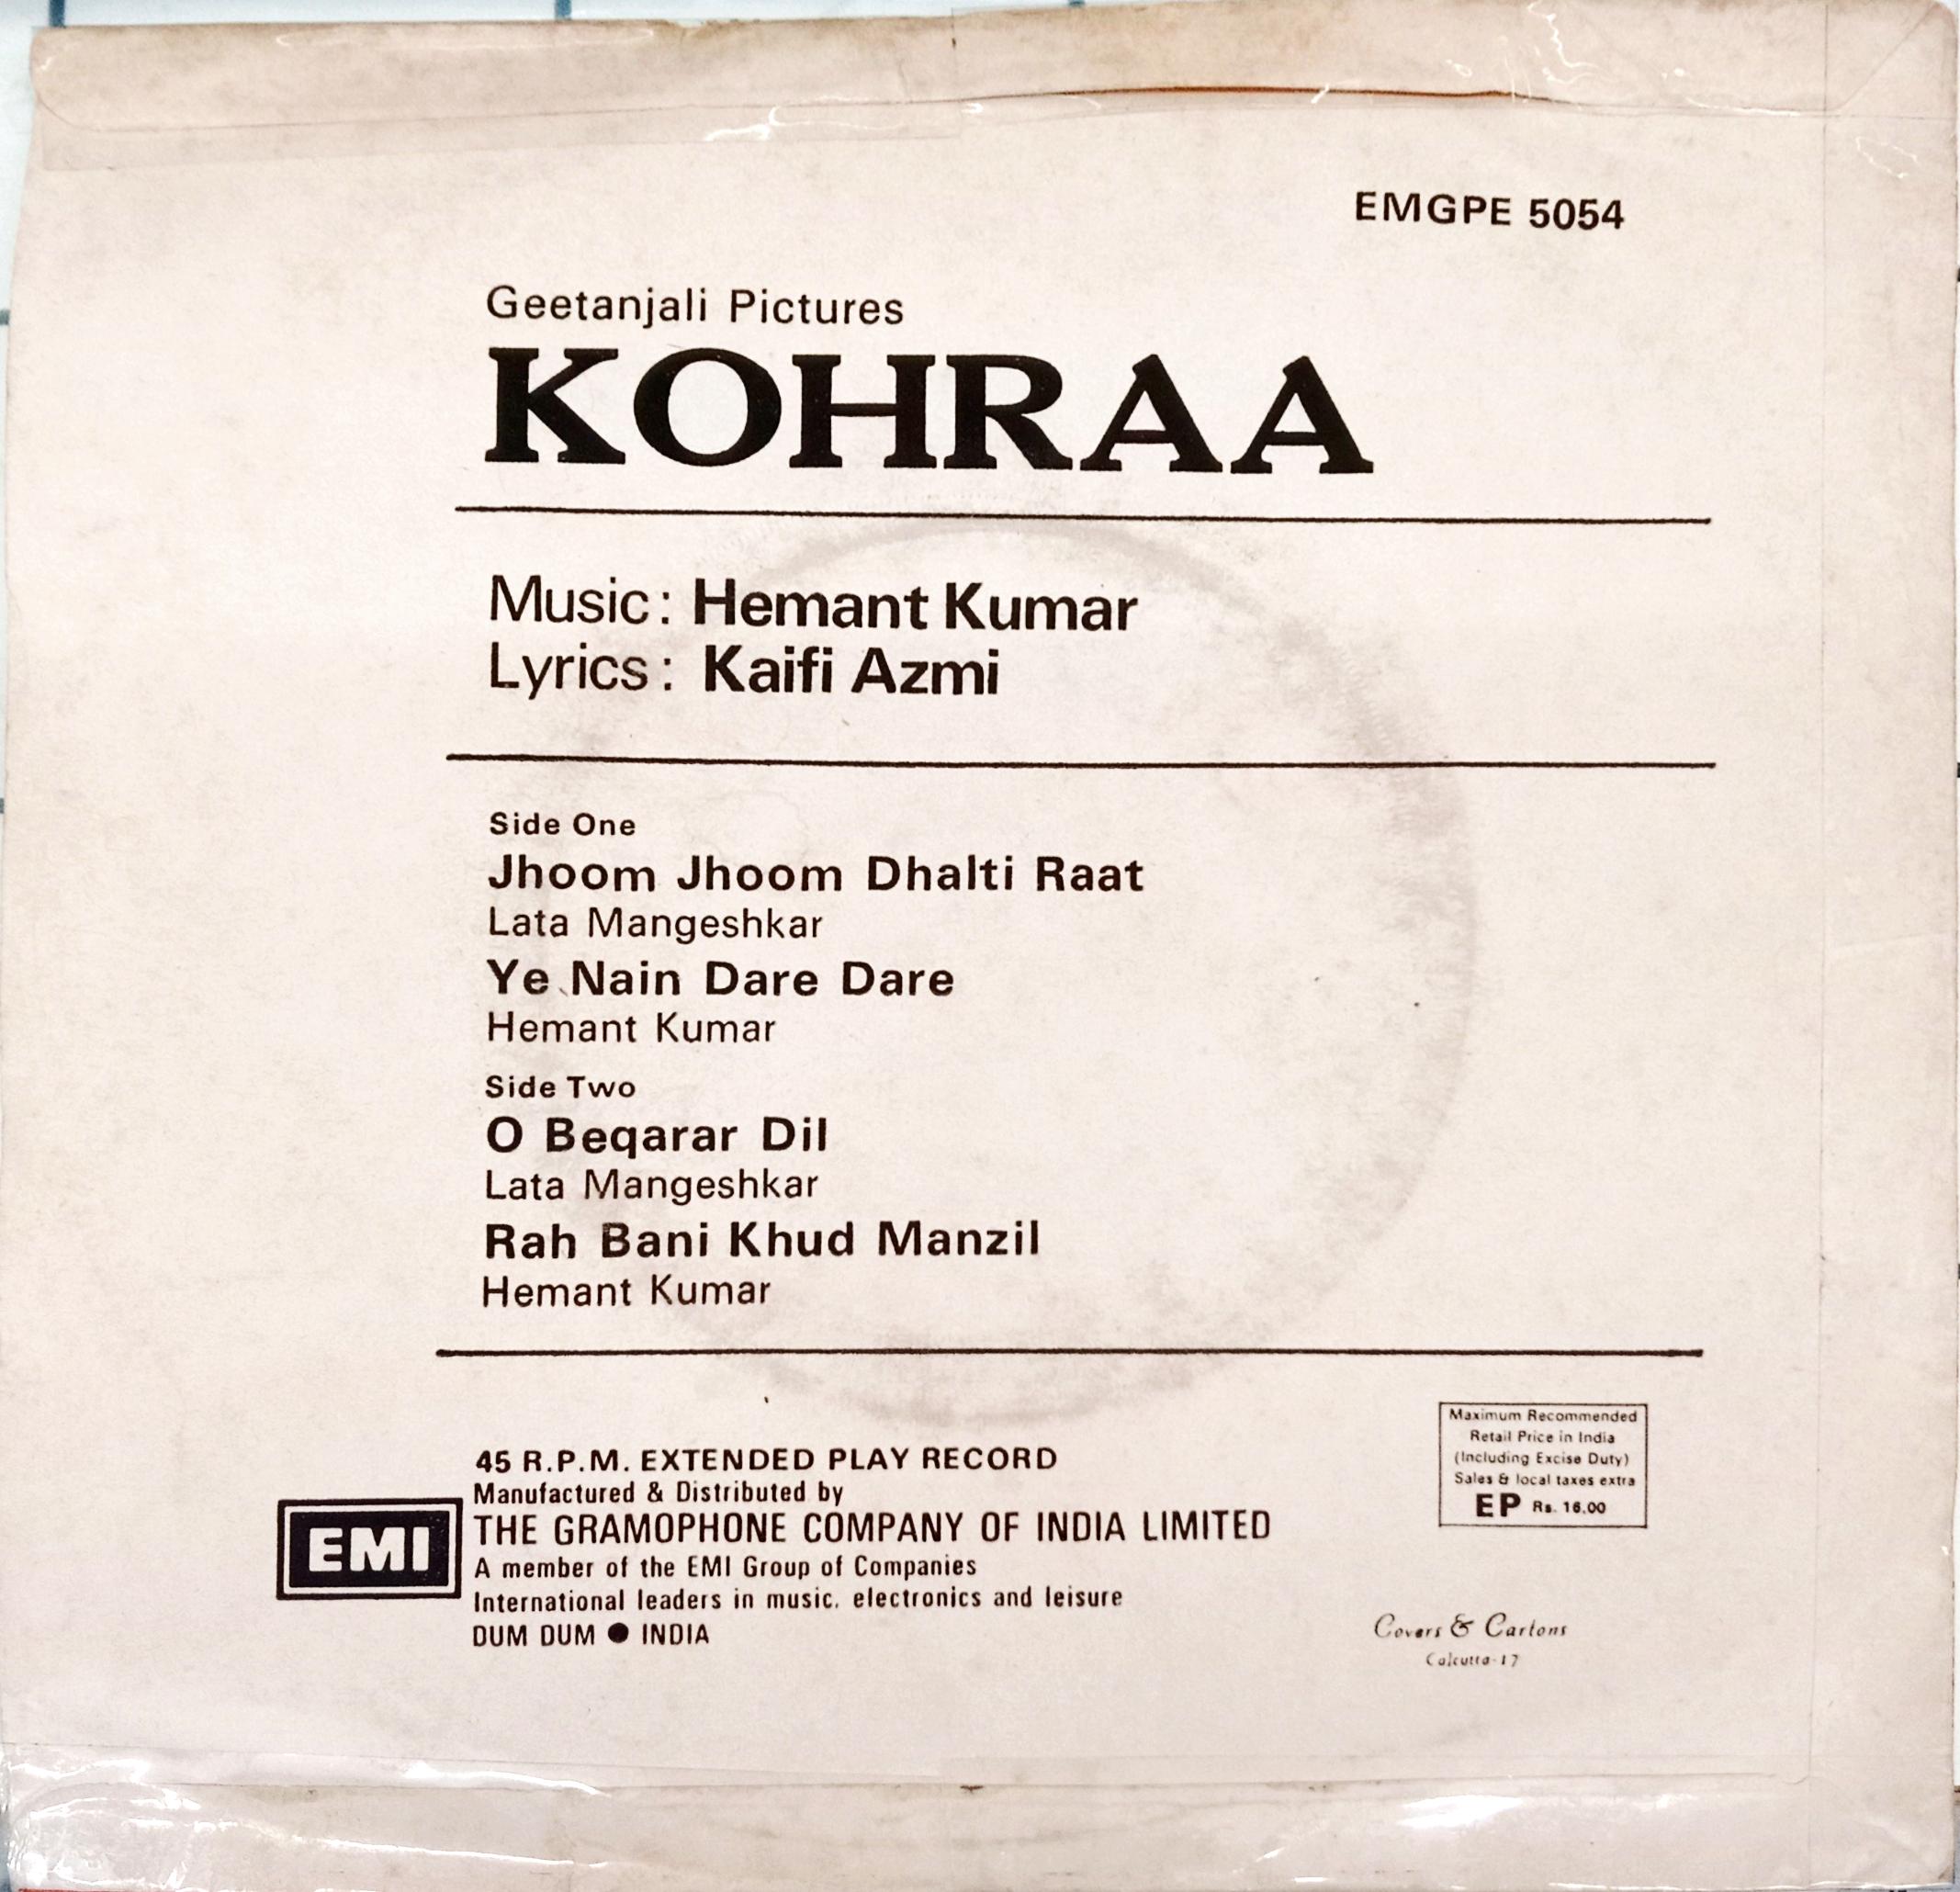 EMGPE 5054
Geetanjali Pictures
KOHRAA
Music: Hemant Kumar
Lyrics: Kaifi Azmi
Side One
Jhoom Jhoom Dhalti Raat
Lata Mangeshkar
Ye Nain Dare Dare
Hemant Kumar
Side Two
O Beqarar Dil
Lata Mangeshkar
Rah Bani Khud Manzil
Hemant Kumar
45 R.P.M. EXTENDED PLAY RECORD
Manufactured & Distributed by
THE GRAMOPHONE COMPANY OF INDIA LIMITED
A member of the EMI Group of Companies
International leaders in music, electronics and leisure
DUM DUM ● INDIA
EMI
Maximum Recommended
Retail Price in India
(Including Excise Duty)
Sales & local taxes extra
EP Rs. 16.00
Covers & Cartons
Calcutta-17